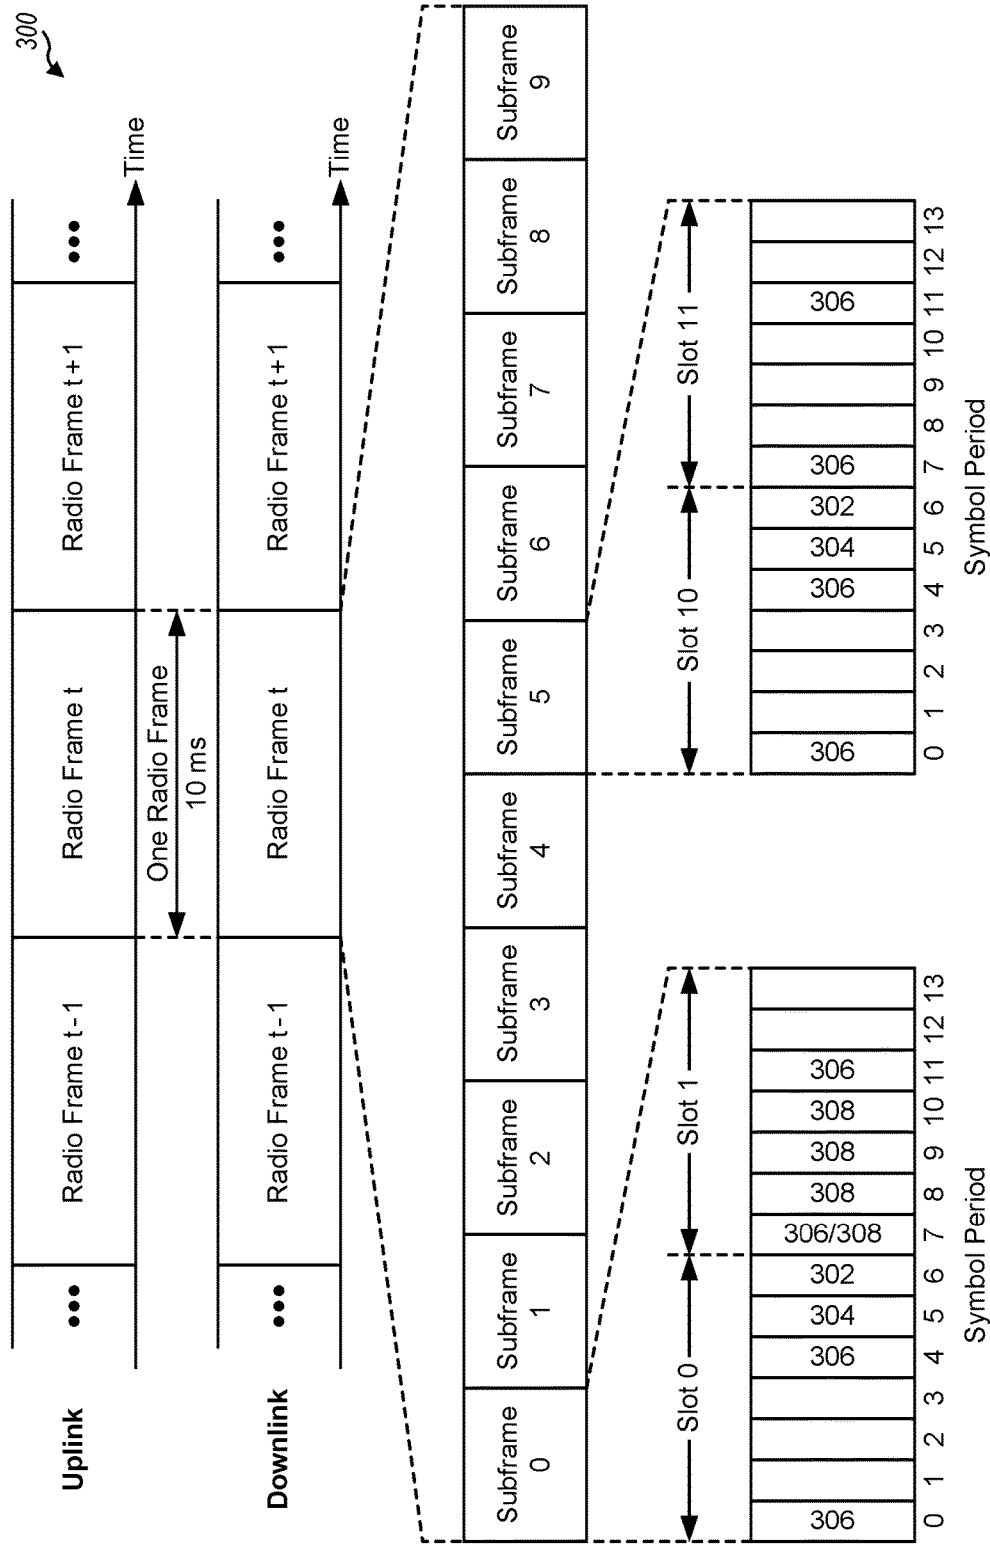 300
Uplink
••• Radio Frame t-1 Radio Frame t Radio Frame t+1 •••
Time
One Radio Frame
10 ms
Downlink
••• Radio Frame t-1 Radio Frame t Radio Frame t+1 •••
Time
Subframe 0
Subframe 1
Subframe 2
Subframe 3
Subframe 4
Subframe 5
Subframe 6
Subframe 7
Subframe 8
Subframe 9
Slot 0 Slot 1
306 306 304 302 306/308 308 308 308 306
0 1 2 3 4 5 6 7 8 9 10 11 12 13
Symbol Period
Slot 10 Slot 11
306 306 304 302 306 306
0 1 2 3 4 5 6 7 8 9 10 11 12 13
Symbol Period